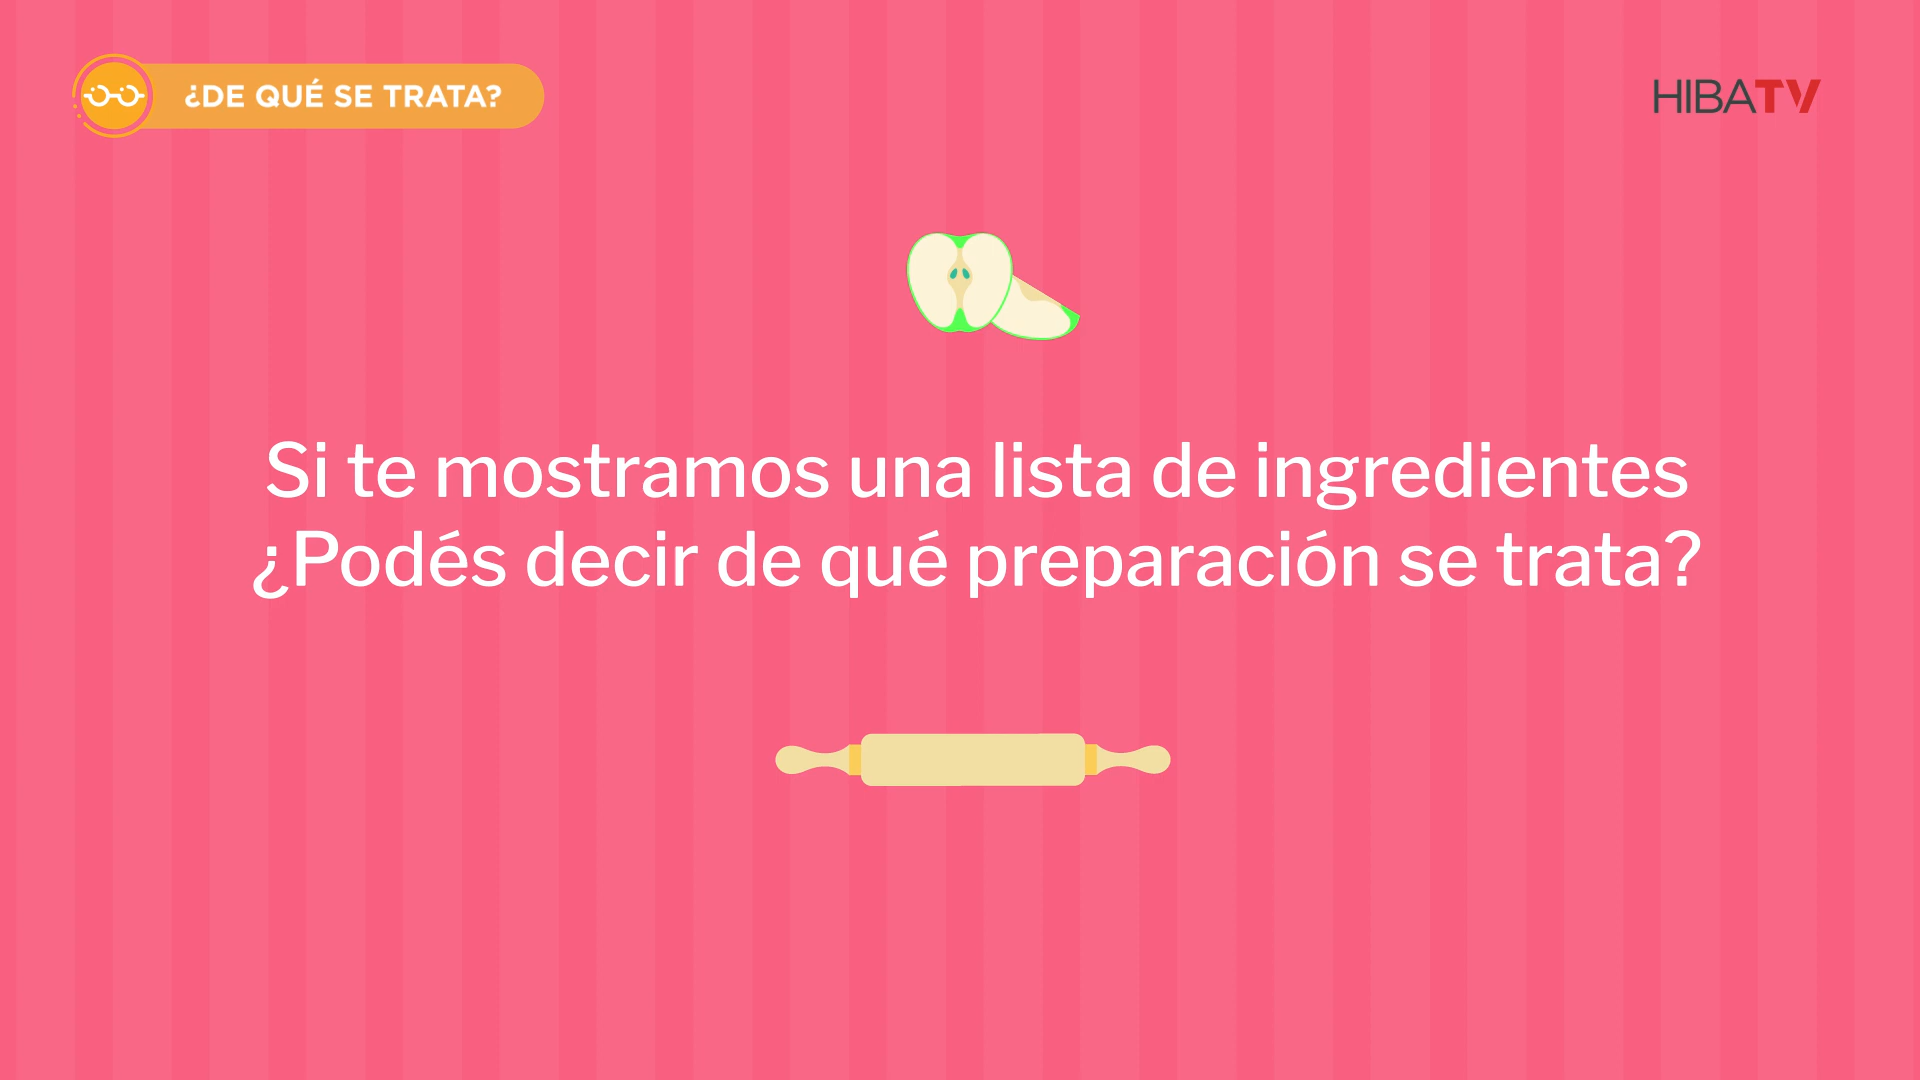 ¿DE QUÉ SE TRATA?
HIBATV
Si te mostramos una lista de ingredientes
¿Podés decir de qué preparación se trata?